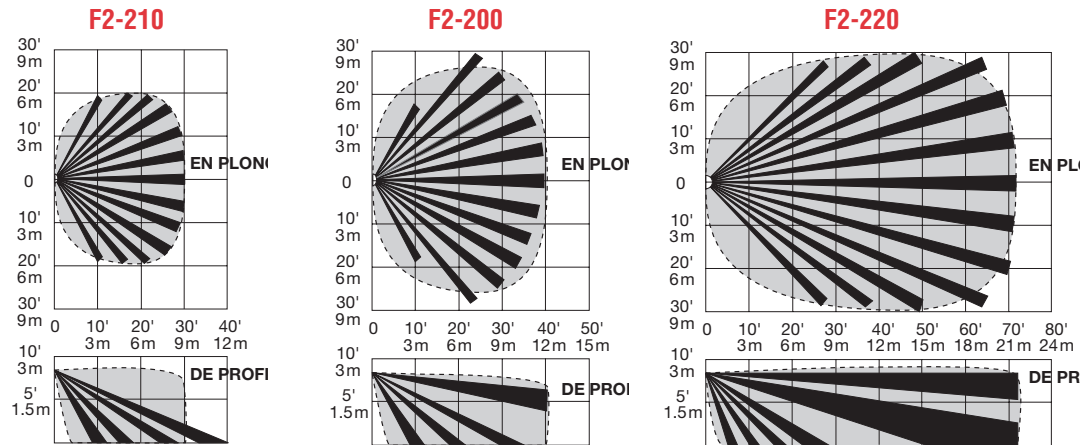 F2-210
30'
9m
20'
6m
10'
3m
0
10'
3m
20'
6m
30'
9m
EN PLONG
0 10' 20' 30' 40'
3m 6m 9m 12m
10'
3m
5'
1.5m
DE PROFI
F2-200
30'
9m
20'
6m
10'
3m
0
10'
3m
20'
6m
30'
9m
EN PLON
0 10' 20' 30' 40' 50'
3m 6m 9m 12m 15m
10'
3m
5'
1.5m
DE PROI
F2-220
30'
9m
20'
6m
10'
3m
0
10'
3m
20'
6m
30'
9m
EN PLO
0 10' 20' 30' 40' 50' 60' 70' 80'
3m 6m 9m 12m 15m 18m 21m 24m
10'
3m
5'
1.5m
DE PR